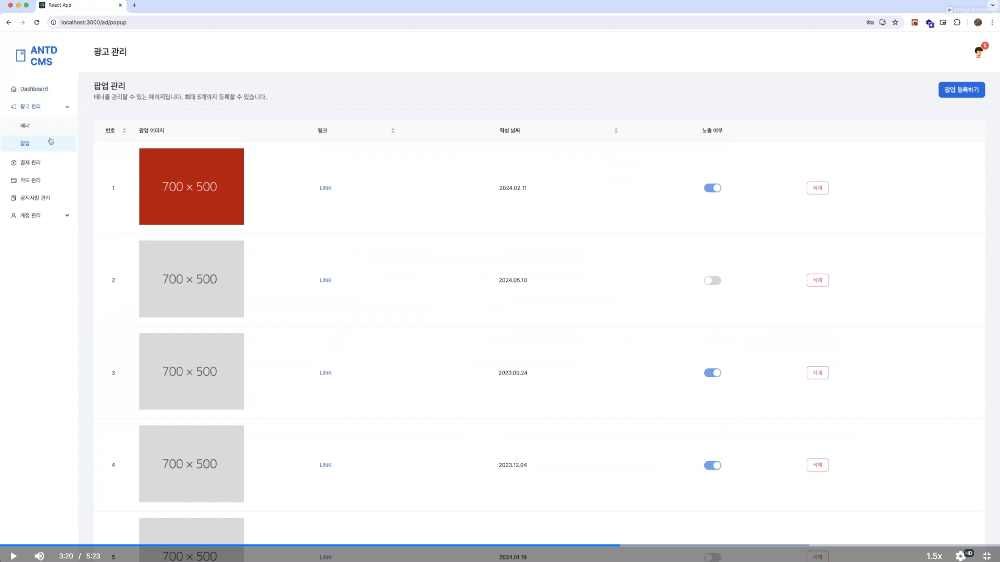 React App
programmers
localhost:3000/ad/popup
4
ANTD
CMS
광고 관리
5
Dashboard
광고 관리
배너
팝업
결제 관리
카드 관리
공지사항 관리
계정 관리
팝업 관리
배너를 관리할 수 있는 페이지입니다. 최대 5개까지 등록할 수 있습니다.
팝업 등록하기
번호 팝업 이미지 링크 작성 날짜 노출 여부
1 700 × 500 LINK 2024.02.11 삭제
2 700 × 500 LINK 2024.05.10 삭제
3 700 × 500 LINK 2023.09.24 삭제
4 700 × 500 LINK 2023.12.04 삭제
5 700 × 500 LINK 2024.01.19 삭제
3:20 / 5:23 1.5x HD